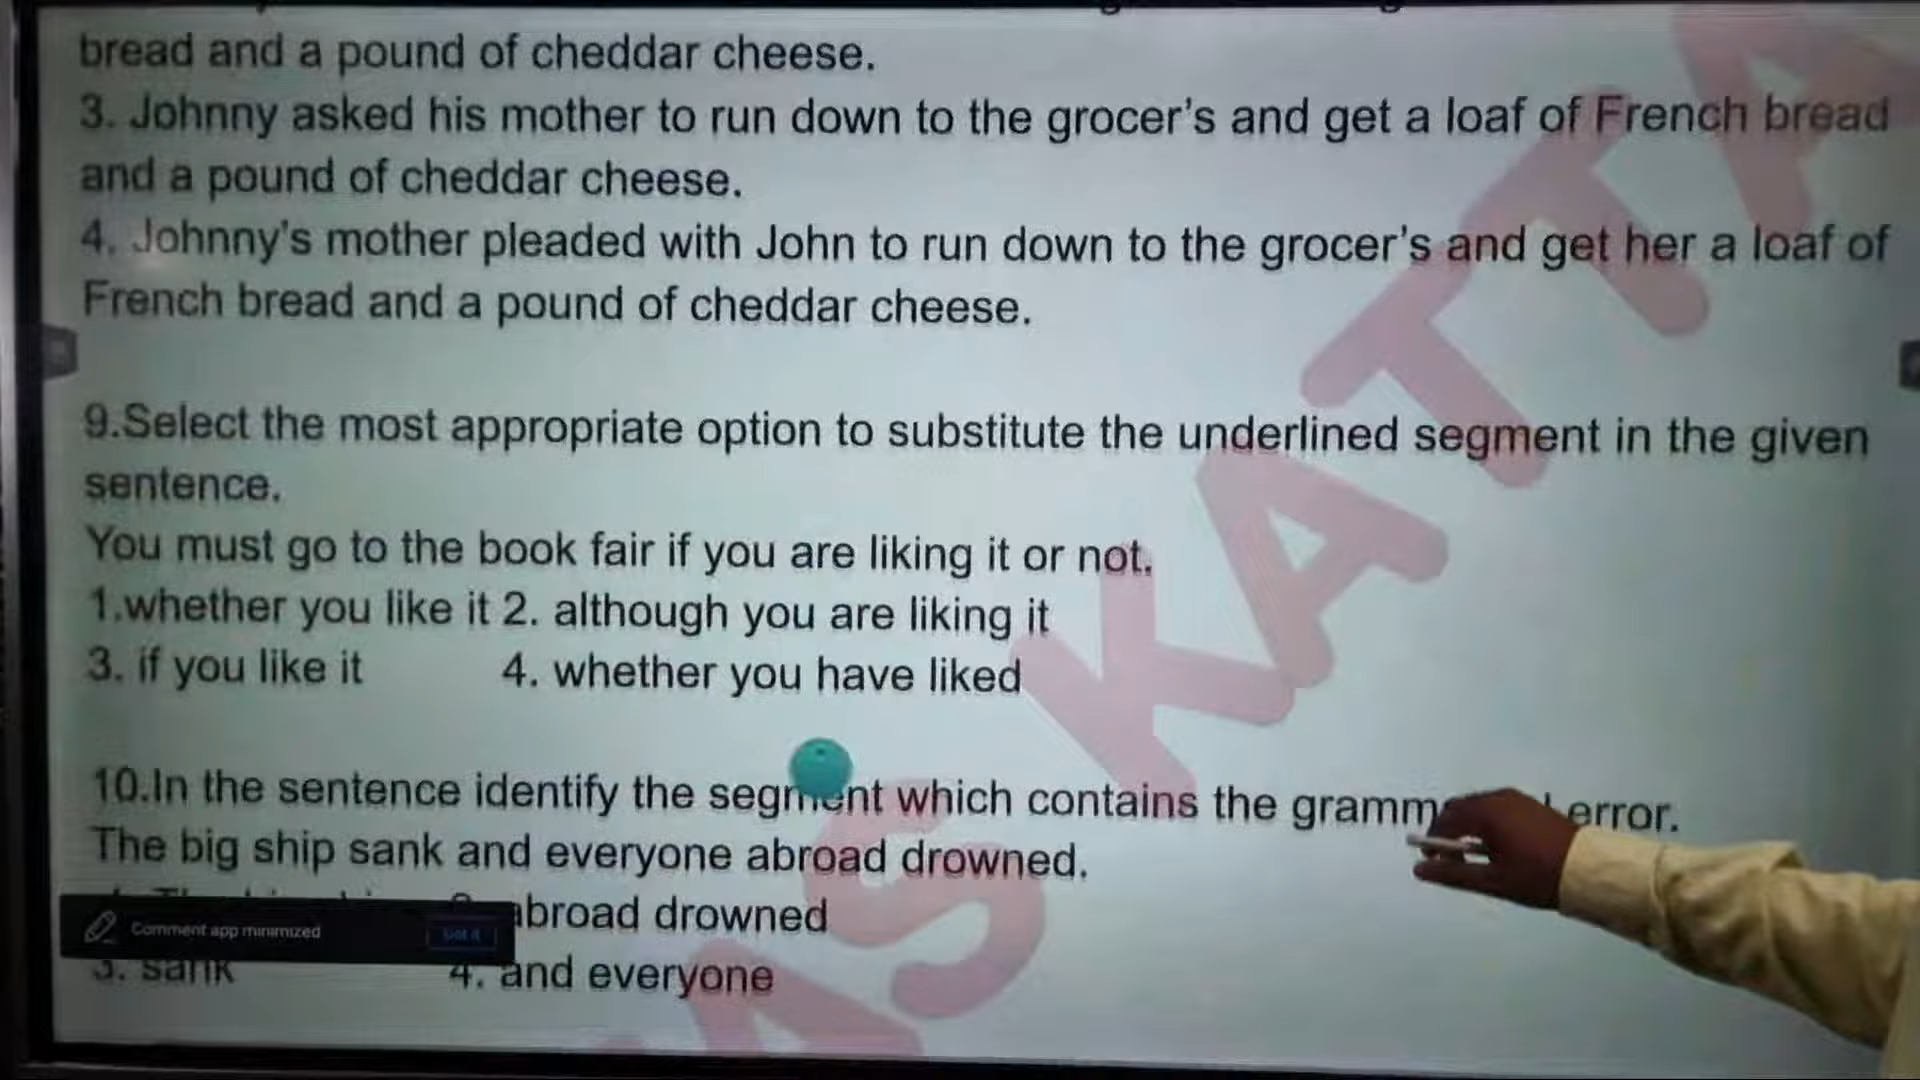 bread and a pound of cheddar cheese.
3. Johnny asked his mother to run down to the grocer's and get a loaf of French bread
and a pound of cheddar cheese.
4. Johnny's mother pleaded with John to run down to the grocer's and get her a loaf of
French bread and a pound of cheddar cheese.
9.Select the most appropriate option to substitute the underlined segment in the given
sentence.
You must go to the book fair if you are liking it or not.
1.whether you like it 2. although you are liking it
3. if you like it 4. whether you have liked
10.In the sentence identify the segment which contains the error.
The big ship sank and everyone abroad drowned.
abroad drowned
Comment app minimized Got it
3. sank 4. and everyone
AS KATTA